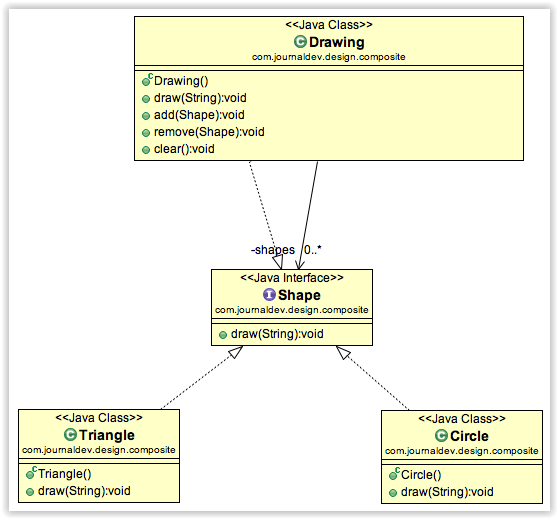 <<Java Class>>
C Drawing
com.journaldev.design.composite
C Drawing()
draw(String):void
add(Shape):void
remove(Shape):void
clear():void
-shapes 0..*
<<Java Interface>>
I Shape
com.journaldev.design.composite
draw(String):void
<<Java Class>>
C Triangle
com.journaldev.design.composite
C Triangle()
draw(String):void
<<Java Class>>
C Circle
com.journaldev.design.composite
C Circle()
draw(String):void